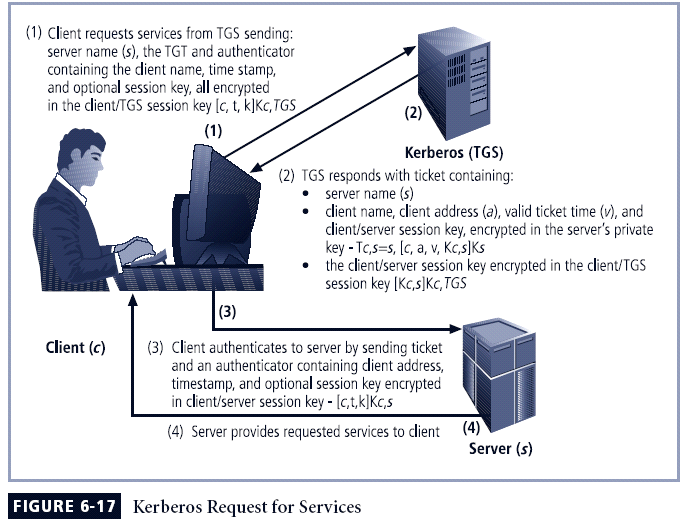 (1) Client requests services from TGS sending:
server name (s), the TGT and authenticator
containing the client name, time stamp,
and optional session key, all encrypted
in the client/TGS session key [c, t, k]Kc,TGS
(1)
(2)
Kerberos (TGS)
(2) TGS responds with ticket containing:
• server name (s)
• client name, client address (a), valid ticket time (v), and
client/server session key, encrypted in the server's private
key - Tc,s=s, [c, a, v, Kc,s]Ks
• the client/server session key encrypted in the client/TGS
session key [Kc,s]Kc,TGS
(3)
Client (c)
(3) Client authenticates to server by sending ticket
and an authenticator containing client address,
timestamp, and optional session key encrypted
in client/server session key - [c,t,k]Kc,s
(4) Server provides requested services to client
(4)
Server (s)
FIGURE 6-17 Kerberos Request for Services